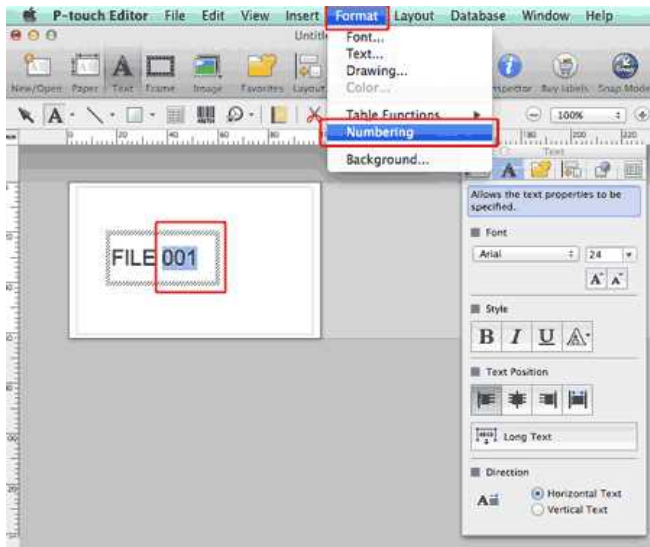 P-touch Editor File Edit View Insert Format Layout Database Window Help
Font...
Text...
Drawing...
Color...
Table Functions
Numbering
Background...
New/Open Paper Text Frame Image Favorites Layout
Buy labels Snap Mode
100%
Text
Allows the text properties to be
specified.
Font
Arial 24
Style
B I U A
Text Position
Long Text
Direction
Horizontal Text
Vertical Text
FILE 001